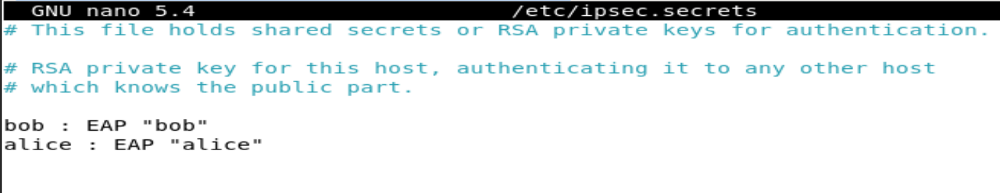 GNU nano 5.4 /etc/ipsec.secrets
# This file holds shared secrets or RSA private keys for authentication.
# RSA private key for this host, authenticating it to any other host
# which knows the public part.
bob : EAP "bob"
alice : EAP "alice"